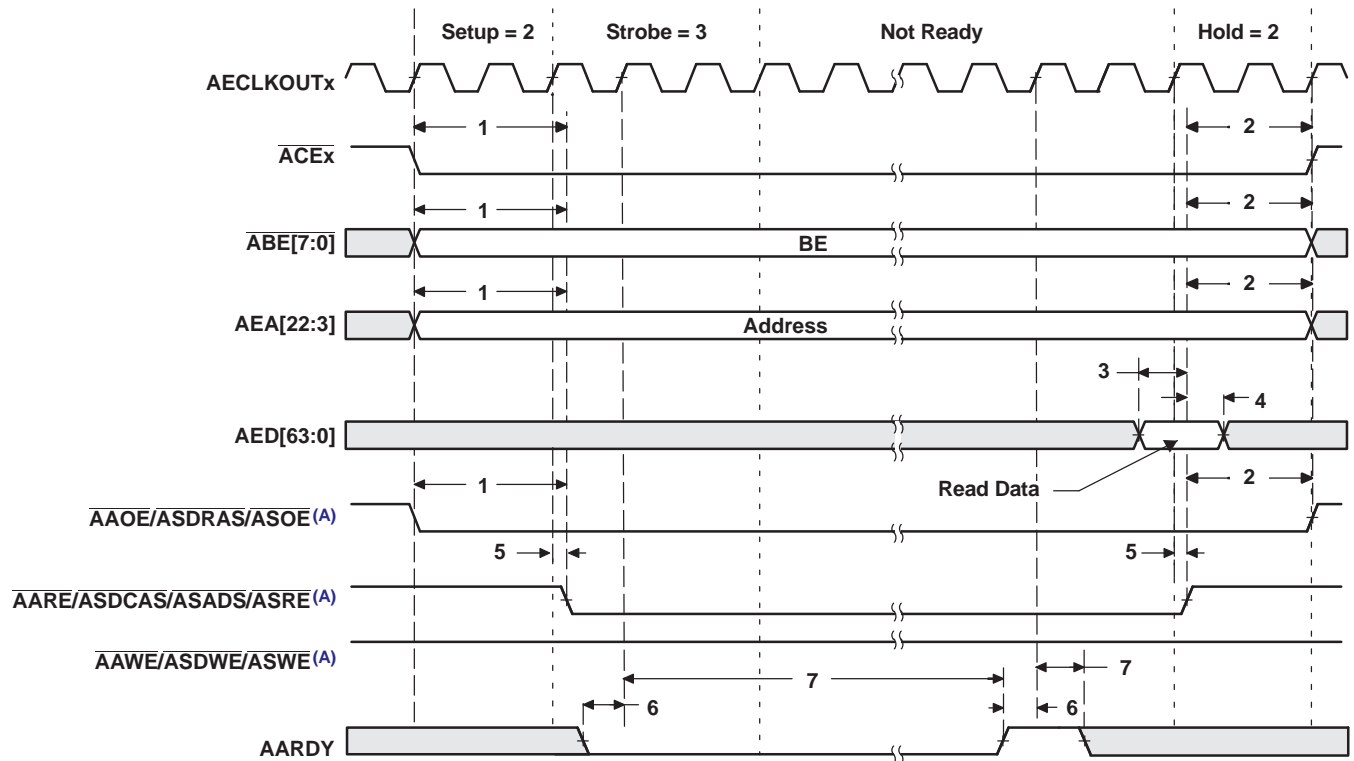 Setup = 2 Strobe = 3 Not Ready Hold = 2
AECLKOUTx
1 2
ACEx
1 2
ABE[7:0] BE
1 2
AEA[22:3] Address
3
4
AED[63:0]
1 Read Data 2
AAOE/ASDRAS/ASOE (A)
5 5
AARE/ASDCAS/ASADS/ASRE (A)
AAWE/ASDWE/ASWE (A)
7 7
6 6
AARDY